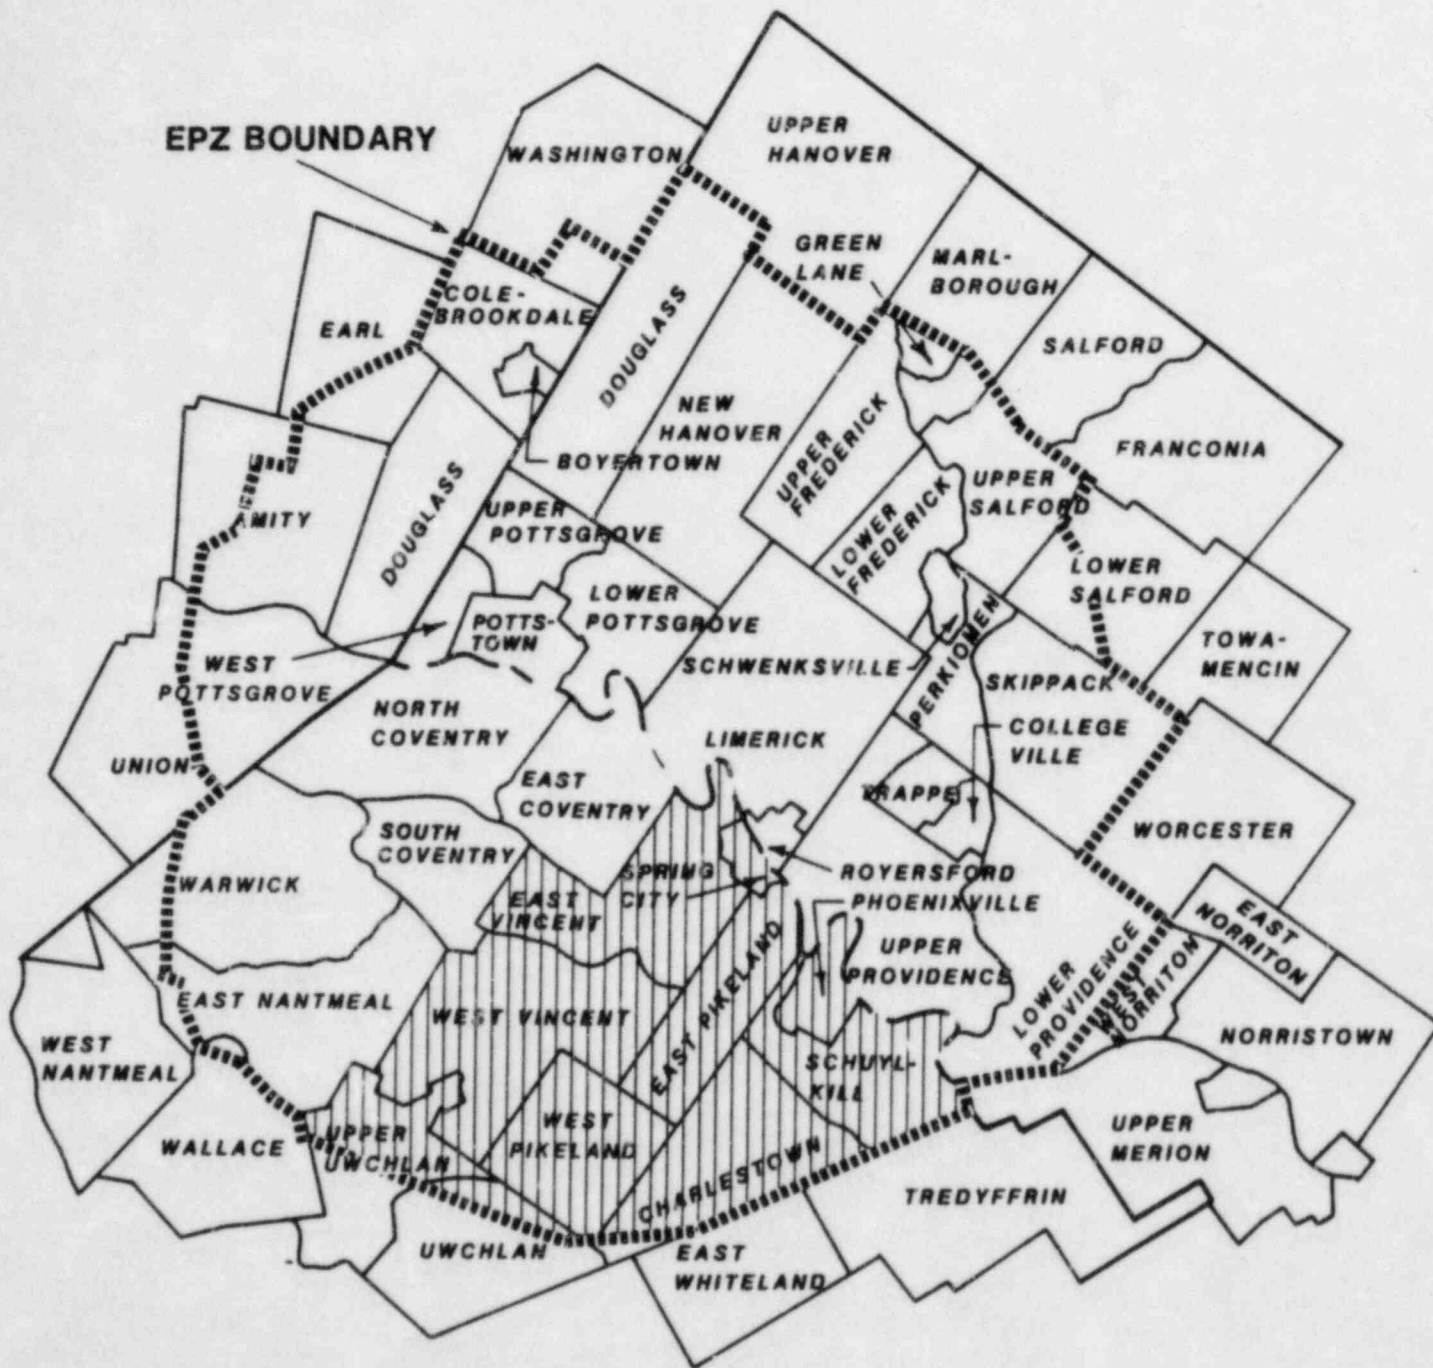 EPZ BOUNDARY
WASHINGTON
UPPER
HANOVER
GREEN
LANE
MARL-
BOROUGH
COLE-
BROOKDALE
EARL
DOUGLASS
SALFORD
NEW
HANOVER
UPPER
FREDERICK
FRANCONIA
BOYERTOWN
AMITY
DOUGLASS
UPPER
POTTSGROVE
LOWER
FREDERICK
UPPER
SALFORD
LOWER
SALFORD
LOWER
POTTSGROVE
POTTS-
TOWN
WEST
POTTSGROVE
SCHWENKSVILLE
PERKIOMEN
SKIPPACK
TOWA-
MENCIN
NORTH
COVENTRY
LIMERICK
COLLEGE
VILLE
UNION
EAST
COVENTRY
TRAPPE
SOUTH
COVENTRY
WORCESTER
WARWICK
SPRING
CITY
ROYERSFORD
PHOENIXVILLE
EAST
VINCENT
EAST
NORRITON
UPPER
PROVIDENCE
LOWER
PROVIDENCE
WEST
NORRITON
EAST NANTMEAL
WEST VINCENT
EAST PIKELAND
WEST
NANTMEAL
NORRISTOWN
SCHUYL-
KILL
WALLACE
UPPER
UWCHLAN
WEST
PIKELAND
UPPER
MERION
CHARLESTOWN
TREDYFFRIN
UWCHLAN
EAST
WHITELAND